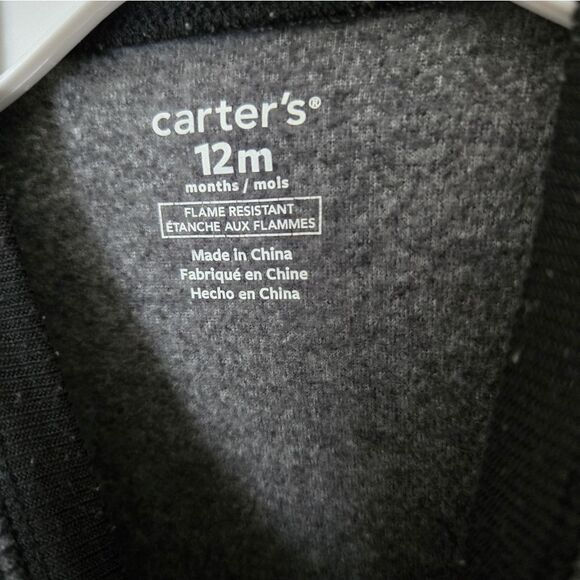 carter's®
12m
months / mois
FLAME RESISTANT
ÉTANCHE AUX FLAMMES
Made in China
Fabriqué en Chine
Hecho en China